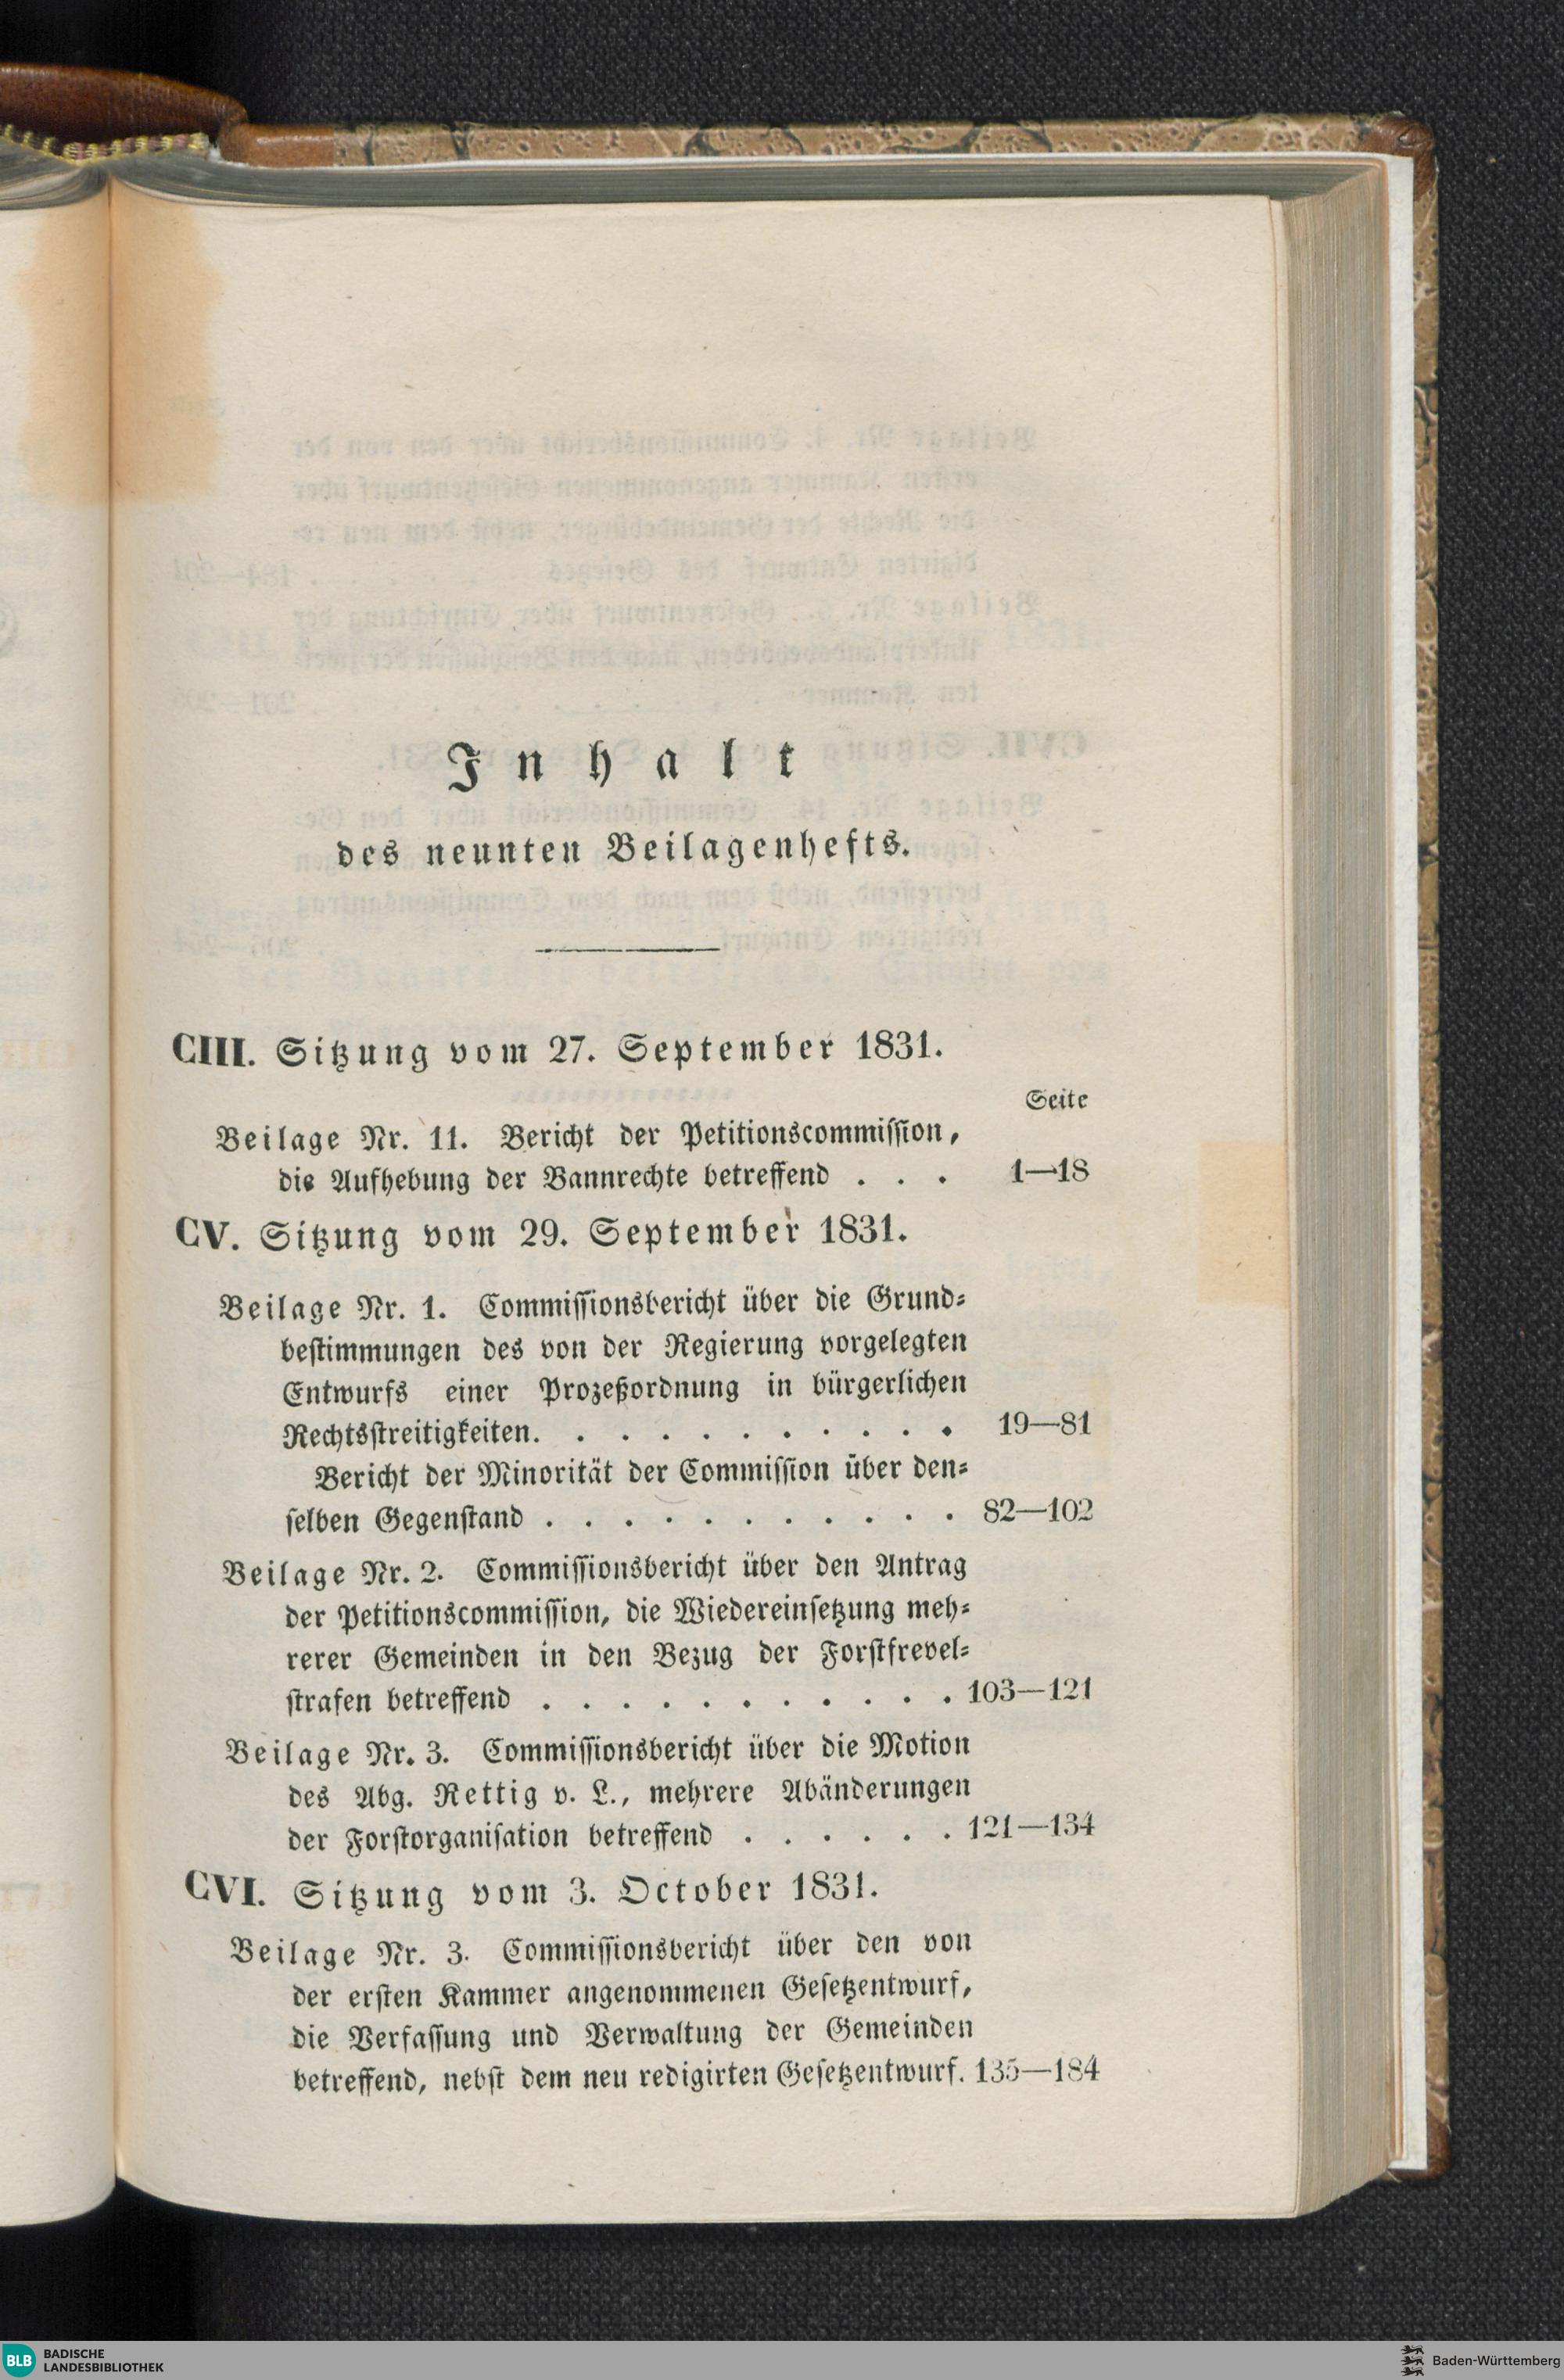 Inhalt
des neunten Beilagenhefts.
CIII. Sitzung vom 27. September 1831.
Seite
Beilage Nr. 11. Bericht der Petitionscommiſſion,
die Aufhebung der Bannrechte betreffend . . . 1—18
CV. Sitzung vom 29. September 1831.
Beilage Nr. 1. Commiſſionsbericht über die Grund⸗
beſtimmungen des von der Regierung vorgelegten
Entwurfs einer Prozeßordnung in bürgerlichen
Rechtsſtreitigkeiten. . . . . . . . . . . 19—81
Bericht der Minorität der Commiſſion über den⸗
ſelben Gegenſtand . . . . . . . . . . . 82—102
Beilage Nr. 2. Commiſſionsbericht über den Antrag
der Petitionscommiſſion, die Wiedereinſetzung meh⸗
rerer Gemeinden in den Bezug der Forſtfrevel⸗
ſtrafen betreffend . . . . . . . . . . . 103—121
Beilage Nr. 3. Commiſſionsbericht über die Motion
des Abg. Rettig v. L., mehrere Abänderungen
der Forſtorganiſation betreffend . . . . . . 121—134
CVI. Sitzung vom 3. October 1831.
Beilage Nr. 3. Commiſſionsbericht über den von
der erſten Kammer angenommenen Geſetzentwurf,
die Verfaſſung und Verwaltung der Gemeinden
betreffend, nebſt dem neu redigirten Geſetzentwurf. 135—184
BLB BADISCHE
LANDESBIBLIOTHEK
Baden-Württemberg